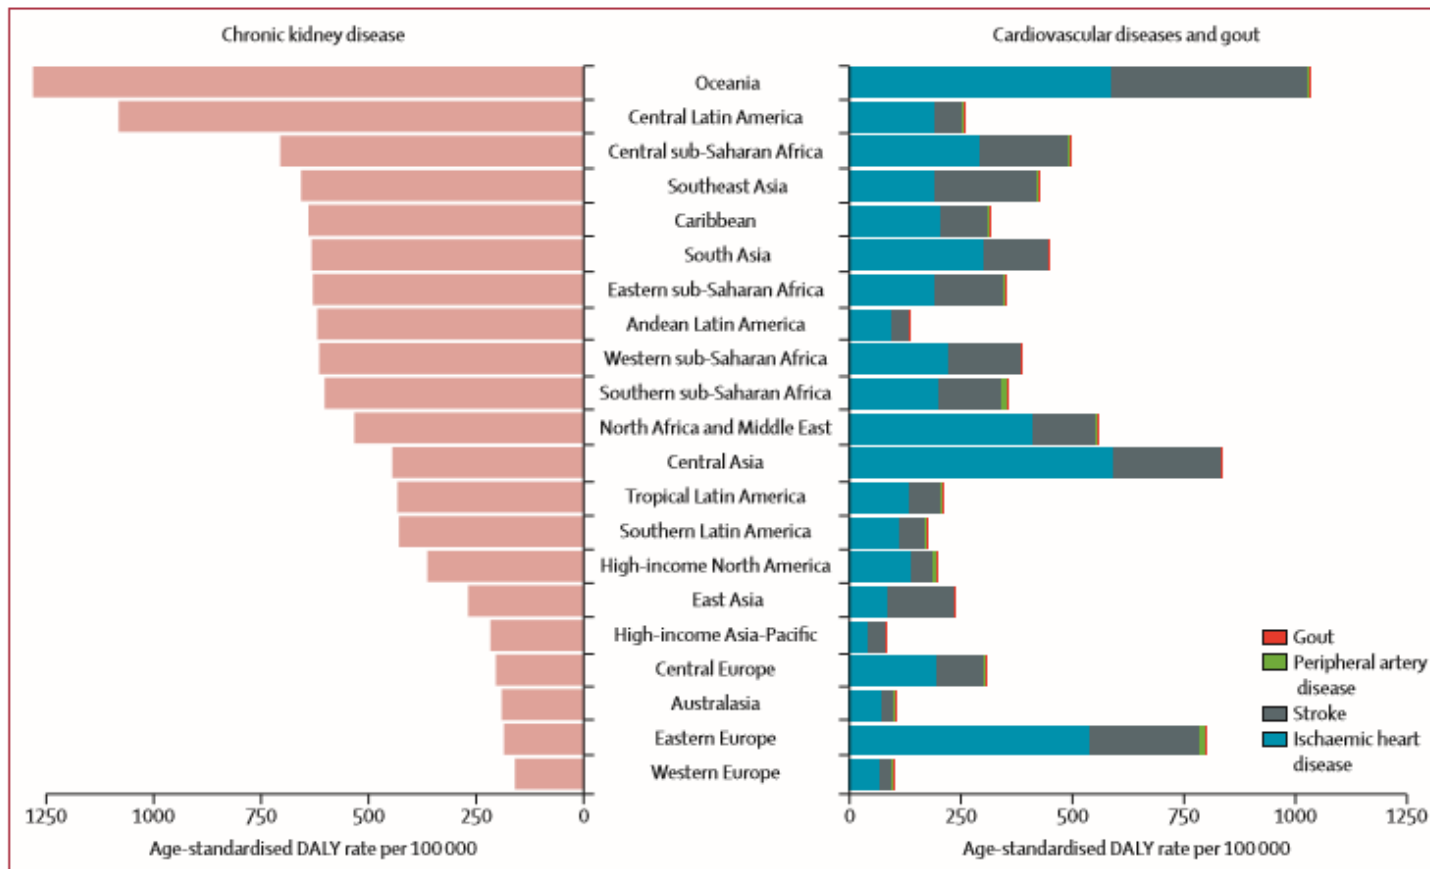 Chronic kidney disease
Cardiovascular diseases and gout
Oceania
Central Latin America
Central sub-Saharan Africa
Southeast Asia
Caribbean
South Asia
Eastern sub-Saharan Africa
Andean Latin America
Western sub-Saharan Africa
Southern sub-Saharan Africa
North Africa and Middle East
Central Asia
Tropical Latin America
Southern Latin America
High-income North America
East Asia
High-income Asia-Pacific
Central Europe
Australasia
Eastern Europe
Western Europe
Gout
Peripheral artery
disease
Stroke
Ischaemic heart
disease
1250 1000 750 500 250 0
0 250 500 750 1000 1250
Age-standardised DALY rate per 100 000
Age-standardised DALY rate per 100 000